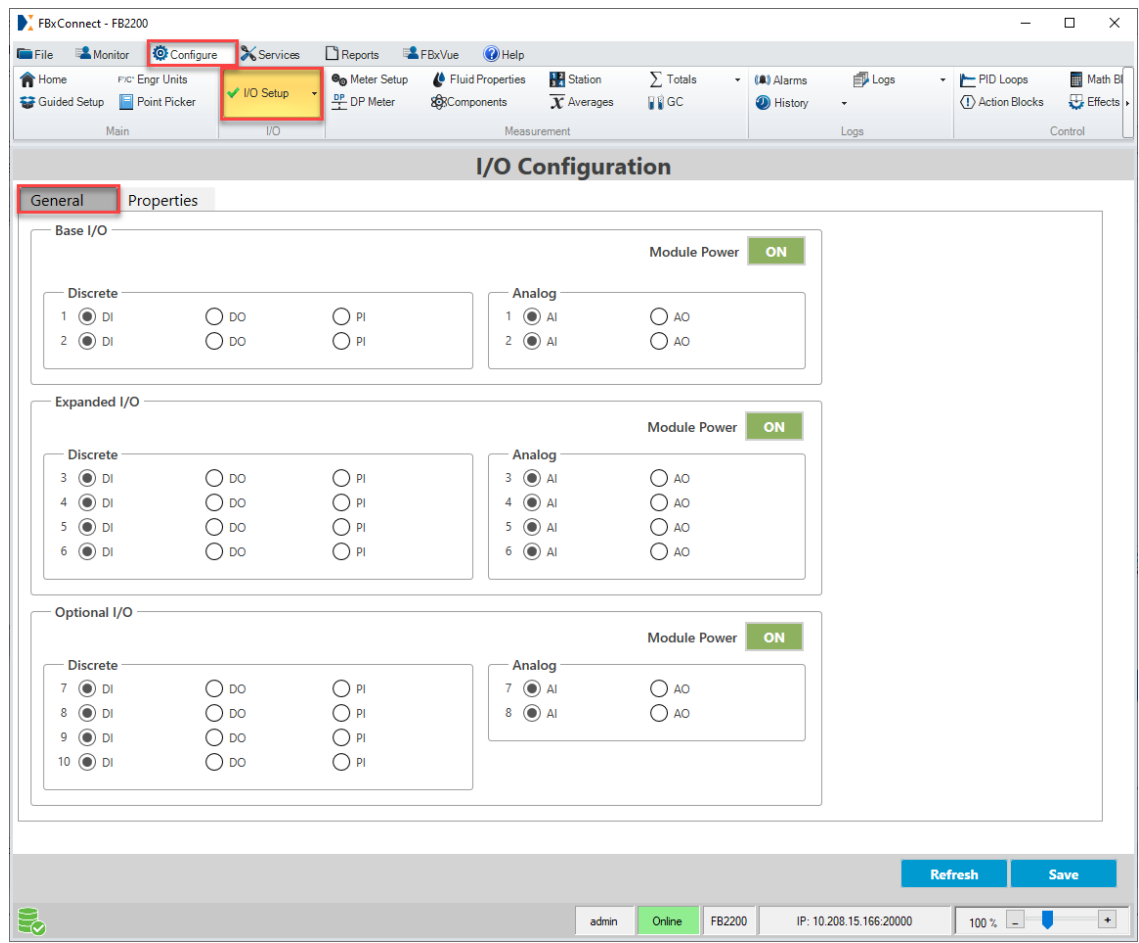 FBxConnect - FB2200
File Monitor Configure Services Reports FBxVue Help
Home F²/C° Engr Units I/O Setup Meter Setup Fluid Properties Station Totals Alarms Logs PID Loops Math Bl
Guided Setup Point Picker DP DP Meter Components Averages GC History Action Blocks Effects
Main I/O Measurement Logs Control
I/O Configuration
General Properties
Base I/O
Module Power ON
Discrete Analog
1 DI DO PI 1 AI AO
2 DI DO PI 2 AI AO
Expanded I/O
Module Power ON
Discrete Analog
3 DI DO PI 3 AI AO
4 DI DO PI 4 AI AO
5 DI DO PI 5 AI AO
6 DI DO PI 6 AI AO
Optional I/O
Module Power ON
Discrete Analog
7 DI DO PI 7 AI AO
8 DI DO PI 8 AI AO
9 DI DO PI
10 DI DO PI
Refresh Save
admin Online FB2200 IP: 10.208.15.166:20000 100 % - +